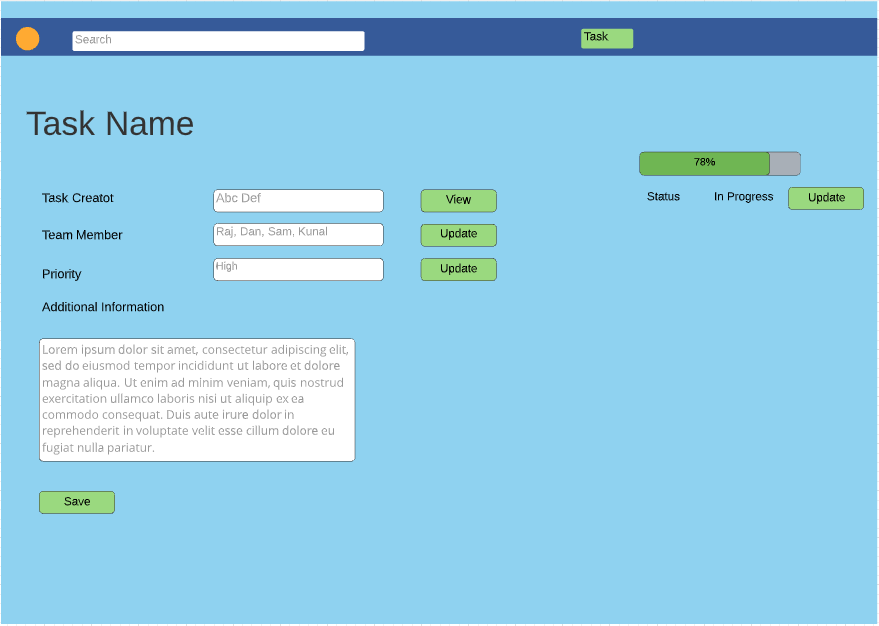 Search
Task
Task Name
78%
Status In Progress Update
Task Creatot Abc Def View
Team Member Raj, Dan, Sam, Kunal Update
Priority High Update
Additional Information
Lorem ipsum dolor sit amet, consectetur adipiscing elit,
sed do eiusmod tempor incididunt ut labore et dolore
magna aliqua. Ut enim ad minim veniam, quis nostrud
exercitation ullamco laboris nisi ut aliquip ex ea
commodo consequat. Duis aute irure dolor in
reprehenderit in voluptate velit esse cillum dolore eu
fugiat nulla pariatur.
Save